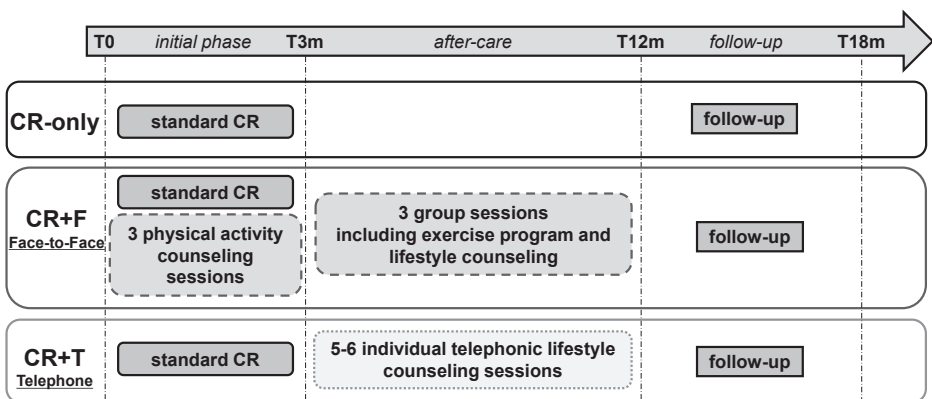 T0 initial phase T3m after-care T12m follow-up T18m
CR-only
standard CR
follow-up
CR+F
Face-to-Face
standard CR
3 physical activity
counseling
sessions
3 group sessions
including exercise program and
lifestyle counseling
follow-up
CR+T
Telephone
standard CR
5-6 individual telephonic lifestyle
counseling sessions
follow-up